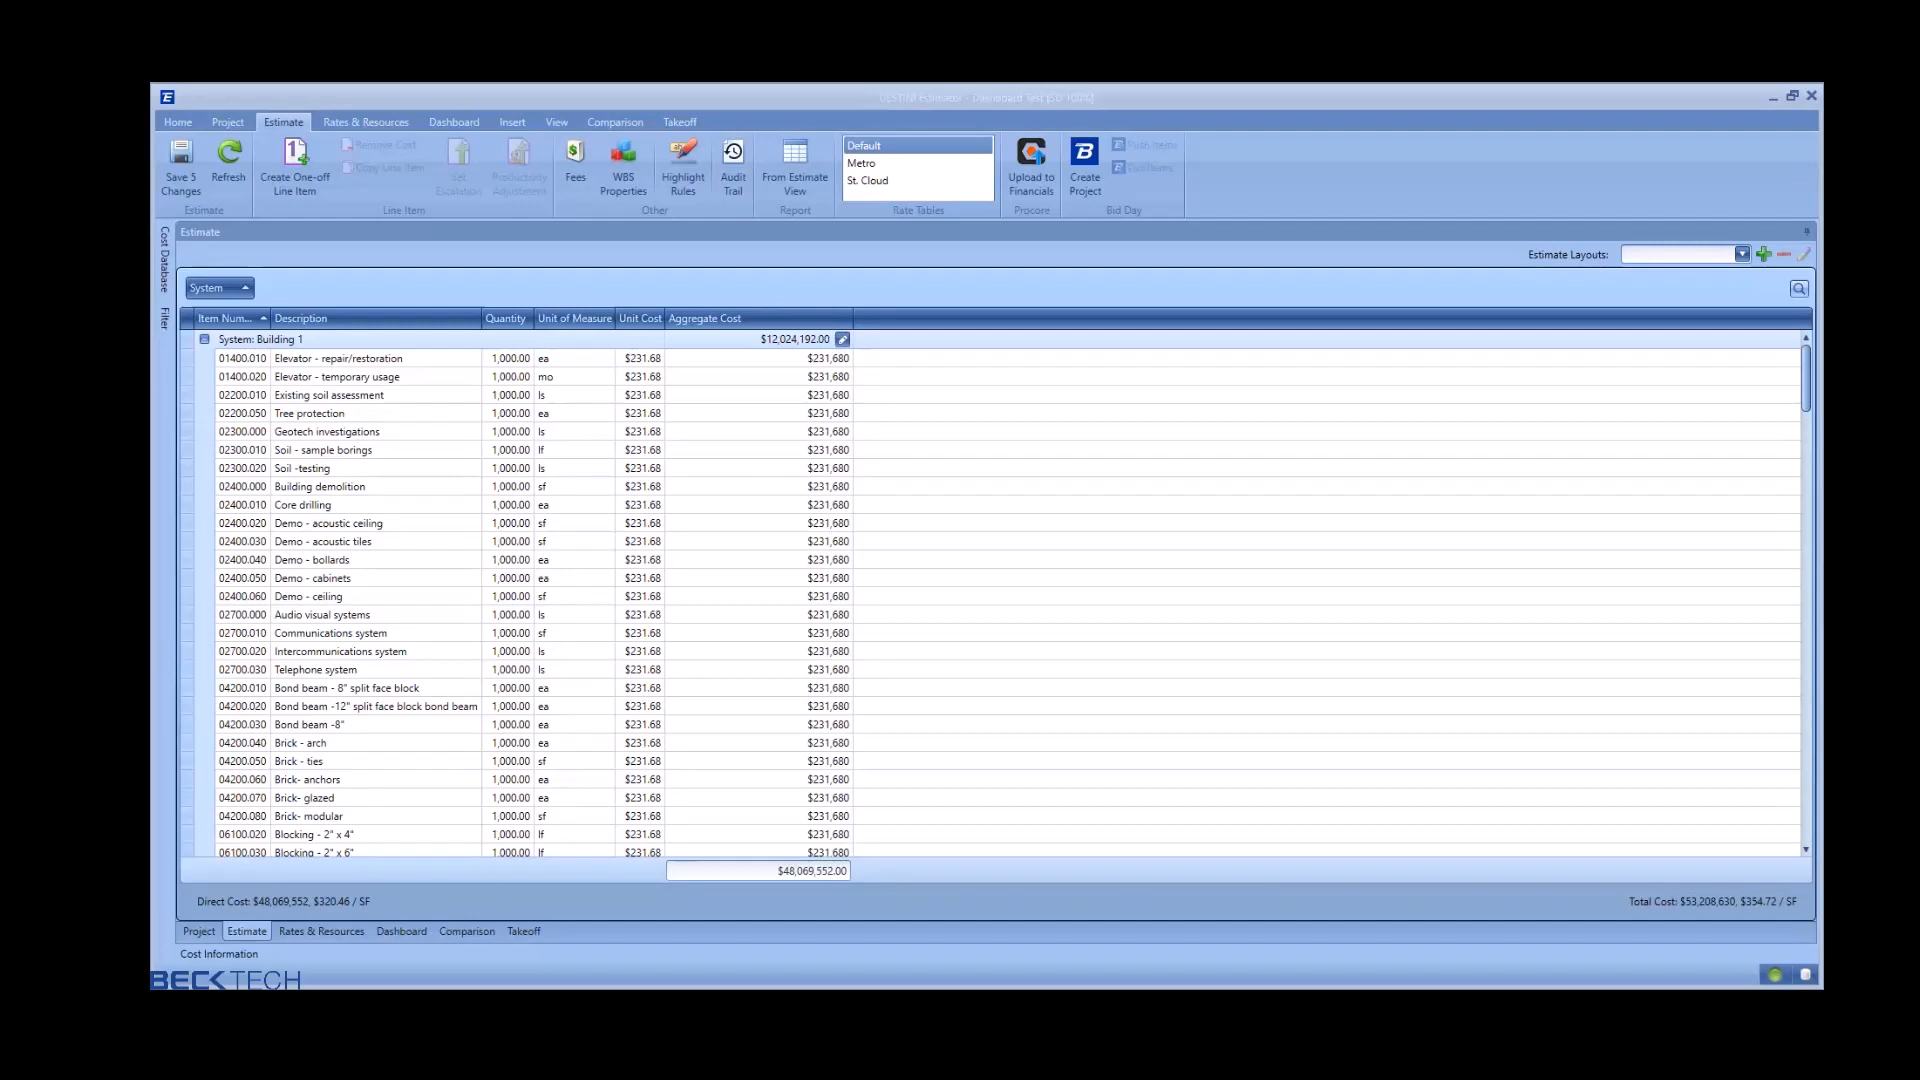 DESTINI Estimator - Dashboard Test [SD 100%]
Home Project Estimate Rates & Resources Dashboard Insert View Comparison Takeoff
Save 5 Changes
Refresh
Estimate
Create One-off Line Item
Remove Cost
Copy Line Item
Set Escalation
Productivity Adjustment
Line Item
Fees
WBS Properties
Highlight Rules
Audit Trail
Other
From Estimate View
Report
Default
Metro
St. Cloud
Rate Tables
Upload to Financials
Procore
Create Project
Push Items
Pull Items
Bid Day
Cost Database
Filter
Estimate
Estimate Layouts:
System
Item Num... Description Quantity Unit of Measure Unit Cost Aggregate Cost
System: Building 1 $12,024,192.00
01400.010 Elevator - repair/restoration 1,000.00 ea $231.68 $231,680
01400.020 Elevator - temporary usage 1,000.00 mo $231.68 $231,680
02200.010 Existing soil assessment 1,000.00 ls $231.68 $231,680
02200.050 Tree protection 1,000.00 ea $231.68 $231,680
02300.000 Geotech investigations 1,000.00 ls $231.68 $231,680
02300.010 Soil - sample borings 1,000.00 lf $231.68 $231,680
02300.020 Soil -testing 1,000.00 ls $231.68 $231,680
02400.000 Building demolition 1,000.00 sf $231.68 $231,680
02400.010 Core drilling 1,000.00 ea $231.68 $231,680
02400.020 Demo - acoustic ceiling 1,000.00 sf $231.68 $231,680
02400.030 Demo - acoustic tiles 1,000.00 sf $231.68 $231,680
02400.040 Demo - bollards 1,000.00 ea $231.68 $231,680
02400.050 Demo - cabinets 1,000.00 ea $231.68 $231,680
02400.060 Demo - ceiling 1,000.00 sf $231.68 $231,680
02700.000 Audio visual systems 1,000.00 ls $231.68 $231,680
02700.010 Communications system 1,000.00 sf $231.68 $231,680
02700.020 Intercommunications system 1,000.00 ls $231.68 $231,680
02700.030 Telephone system 1,000.00 ls $231.68 $231,680
04200.010 Bond beam - 8" split face block 1,000.00 ea $231.68 $231,680
04200.020 Bond beam -12" split face block bond beam 1,000.00 ea $231.68 $231,680
04200.030 Bond beam -8" 1,000.00 ea $231.68 $231,680
04200.040 Brick - arch 1,000.00 ea $231.68 $231,680
04200.050 Brick - ties 1,000.00 sf $231.68 $231,680
04200.060 Brick- anchors 1,000.00 ea $231.68 $231,680
04200.070 Brick- glazed 1,000.00 ea $231.68 $231,680
04200.080 Brick- modular 1,000.00 sf $231.68 $231,680
06100.020 Blocking - 2" x 4" 1,000.00 lf $231.68 $231,680
06100.030 Blocking - 2" x 6" 1,000.00 lf $231.68 $231,680
$48,069,552.00
Direct Cost: $48,069,552, $320.46 / SF Total Cost: $53,208,630, $354.72 / SF
Project Estimate Rates & Resources Dashboard Comparison Takeoff
Cost Information
BECKTECH